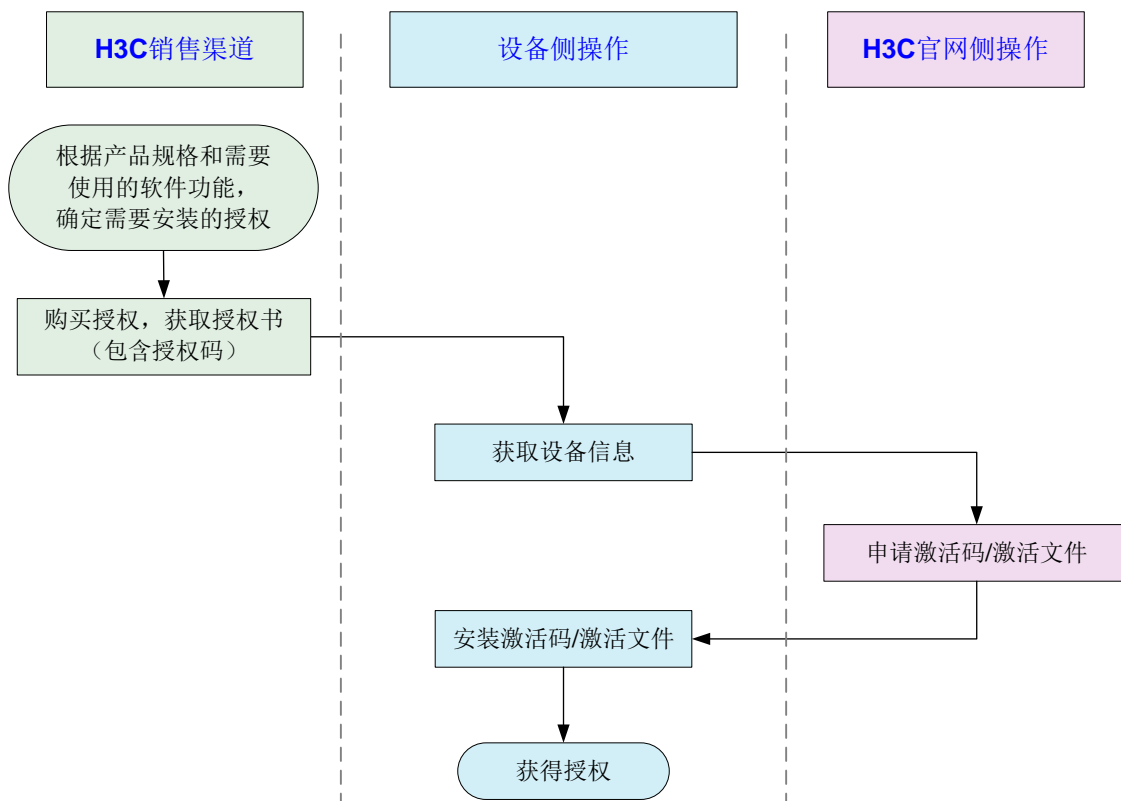 H3C销售渠道
设备侧操作
H3C官网侧操作
根据产品规格和需要
使用的软件功能，
确定需要安装的授权
购买授权，获取授权书
（包含授权码）
获取设备信息
申请激活码/激活文件
安装激活码/激活文件
获得授权